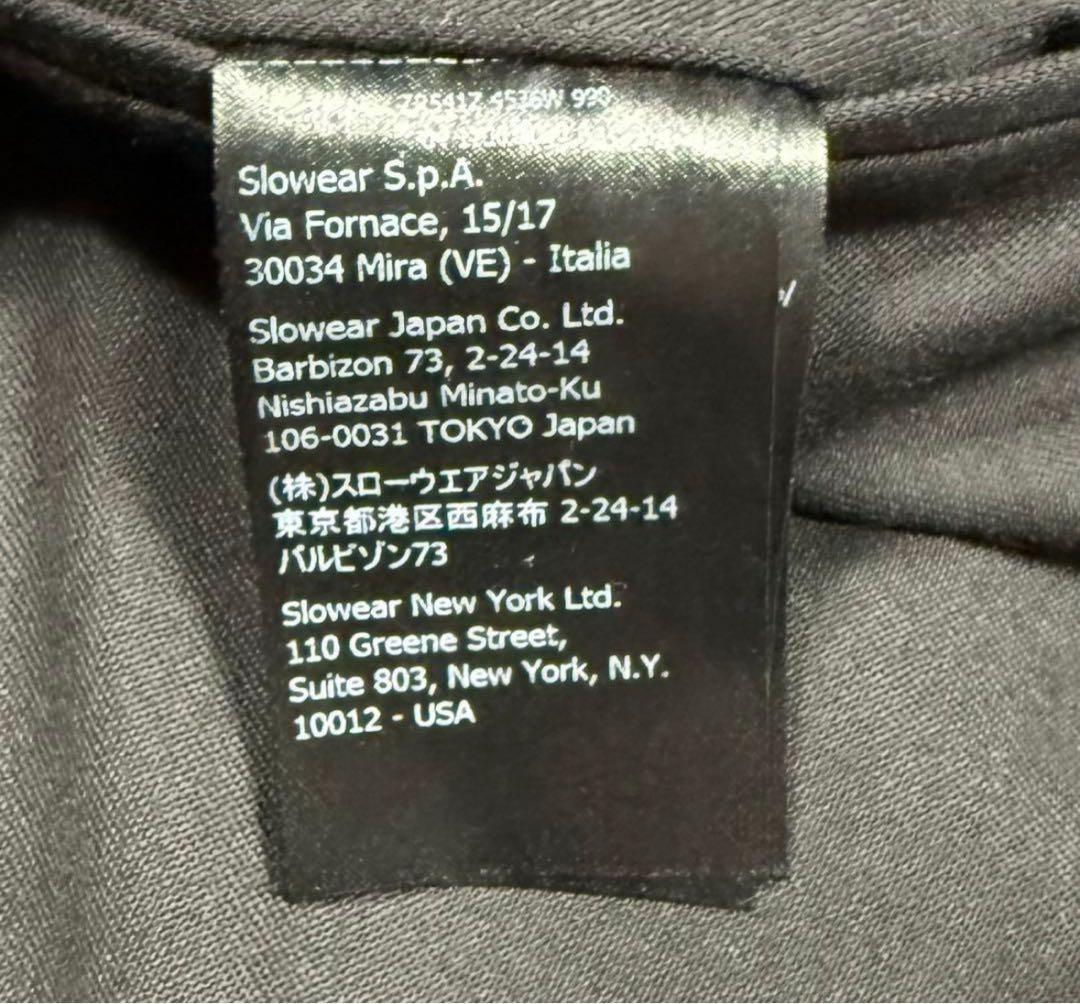 Slowear S.p.A.
Via Fornace, 15/17
30034 Mira (VE) - Italia
Slowear Japan Co. Ltd.
Barbizon 73, 2-24-14
Nishiazabu Minato-Ku
106-0031 TOKYO Japan
(株)スローウエアジャパン
東京都港区西麻布 2-24-14
バルビゾン73
Slowear New York Ltd.
110 Greene Street,
Suite 803, New York, N.Y.
10012 - USA